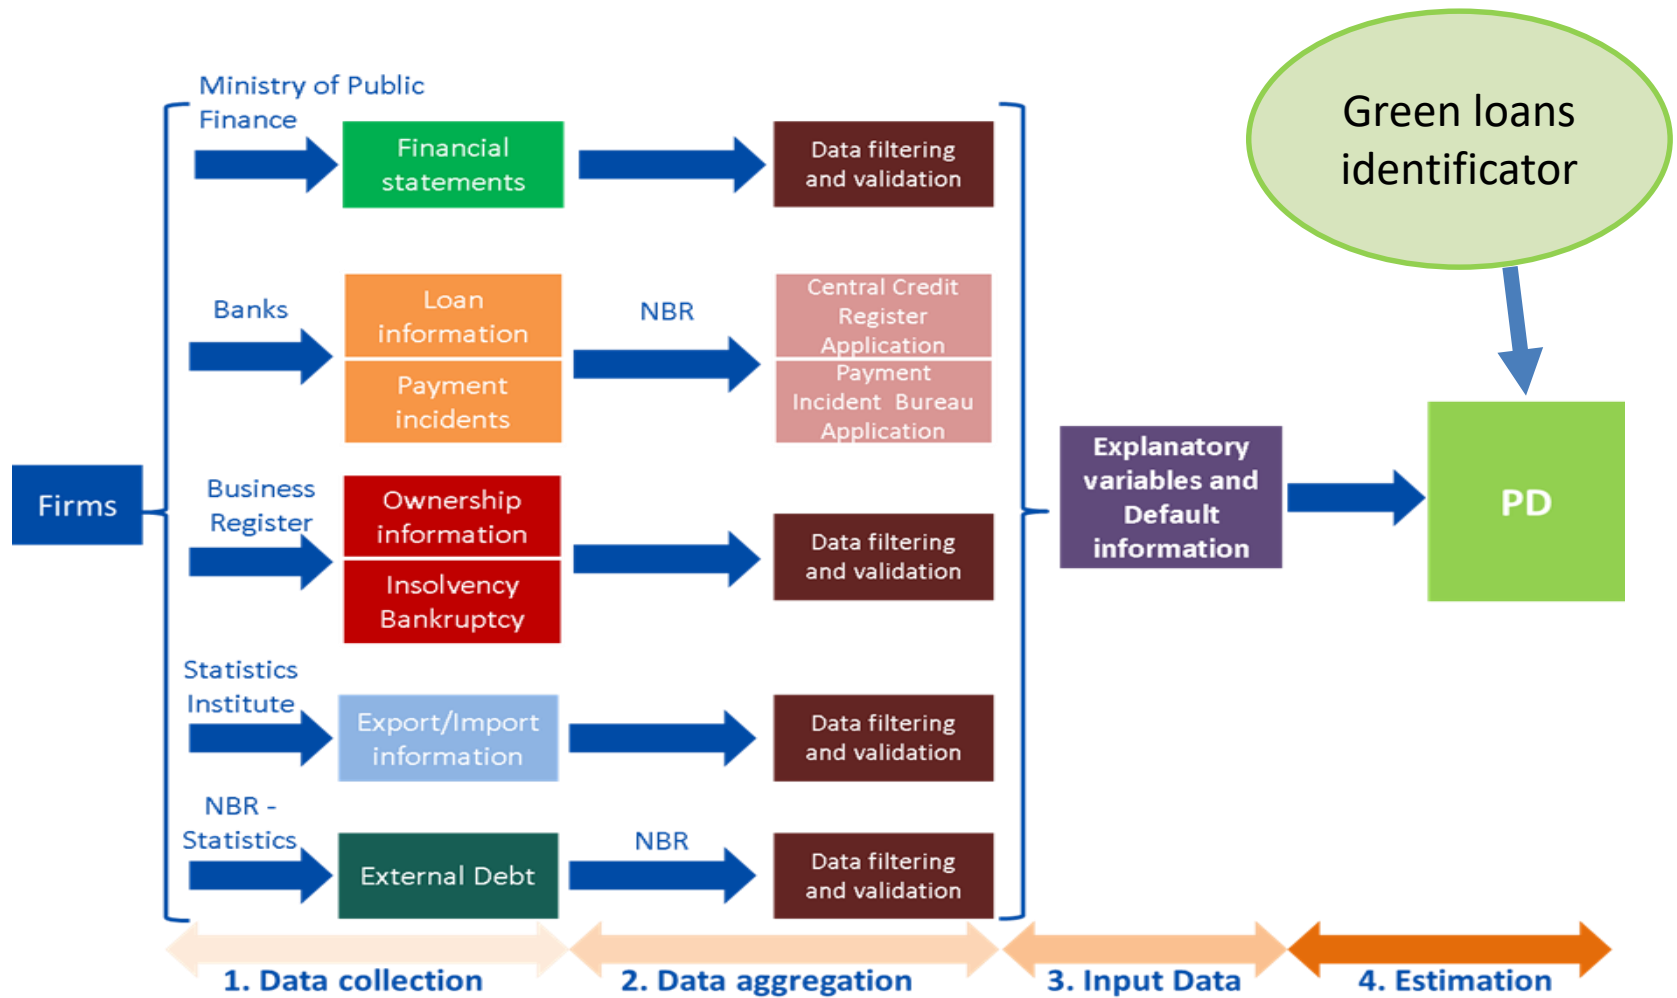 Ministry of Public
Finance
Financial
statements
Data filtering
and validation
Green loans
identificator
Banks
Loan
information
Payment
incidents
NBR
Central Credit
Register
Application
Payment
Incident Bureau
Application
Firms
Business
Register
Ownership
information
Insolvency
Bankruptcy
Data filtering
and validation
Explanatory
variables and
Default
information
PD
Statistics
Institute
Export/Import
information
Data filtering
and validation
NBR -
Statistics
External Debt
NBR
Data filtering
and validation
1. Data collection
2. Data aggregation
3. Input Data
4. Estimation